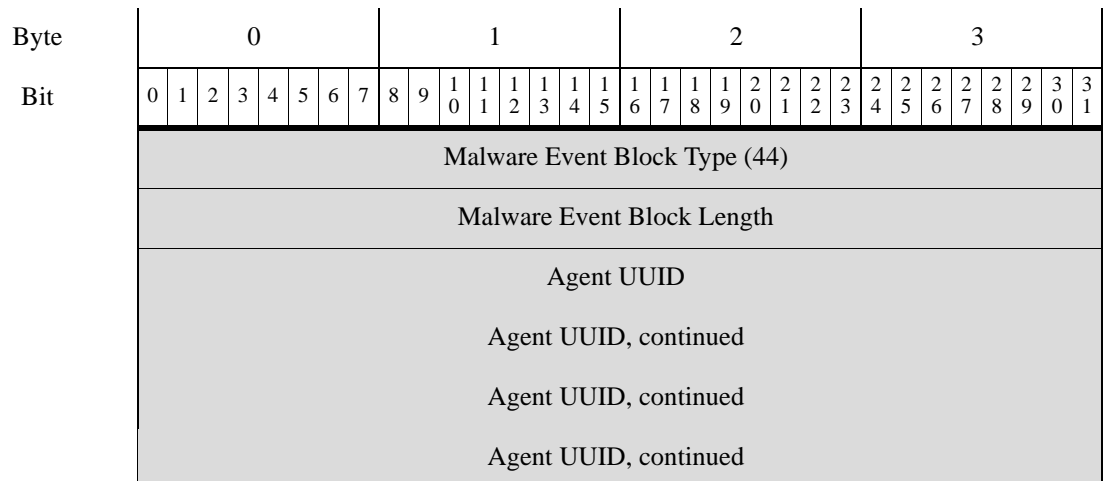 Byte 0 1 2 3
Bit 0 1 2 3 4 5 6 7 8 9 10 11 12 13 14 15 16 17 18 19 20 21 22 23 24 25 26 27 28 29 30 31
Malware Event Block Type (44)
Malware Event Block Length
Agent UUID
Agent UUID, continued
Agent UUID, continued
Agent UUID, continued